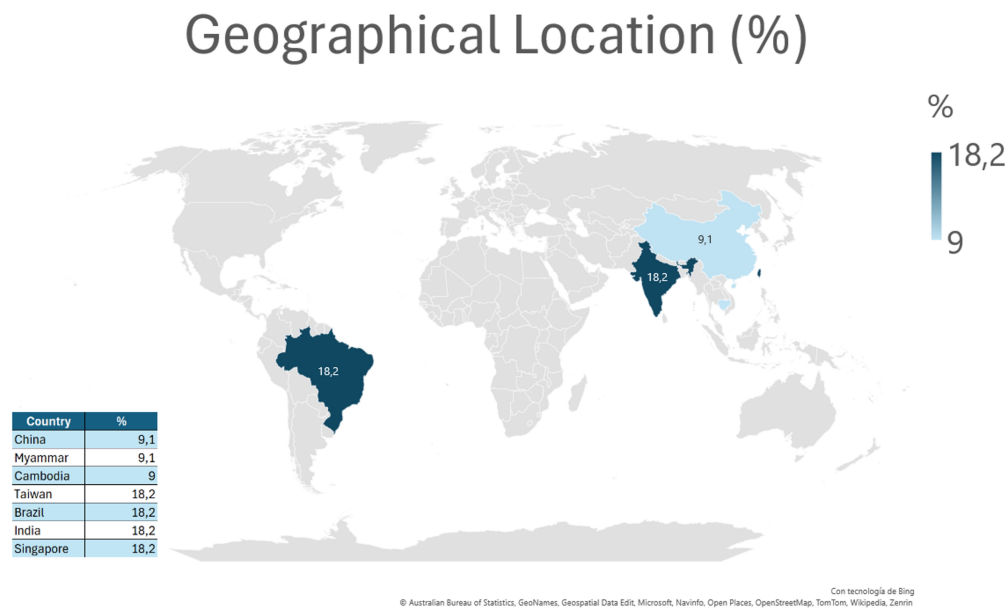 Geographical Location (%)
%
18,2
9
9,1
18,2
18,2
Country %
China 9,1
Myanmar 9,1
Cambodia 9
Taiwan 18,2
Brazil 18,2
India 18,2
Singapore 18,2
Con tecnología de Bing
© Australian Bureau of Statistics, GeoNames, Geospatial Data Edit, Microsoft, Navinfo, Open Places, OpenStreetMap, TomTom, Wikipedia, Zenrin